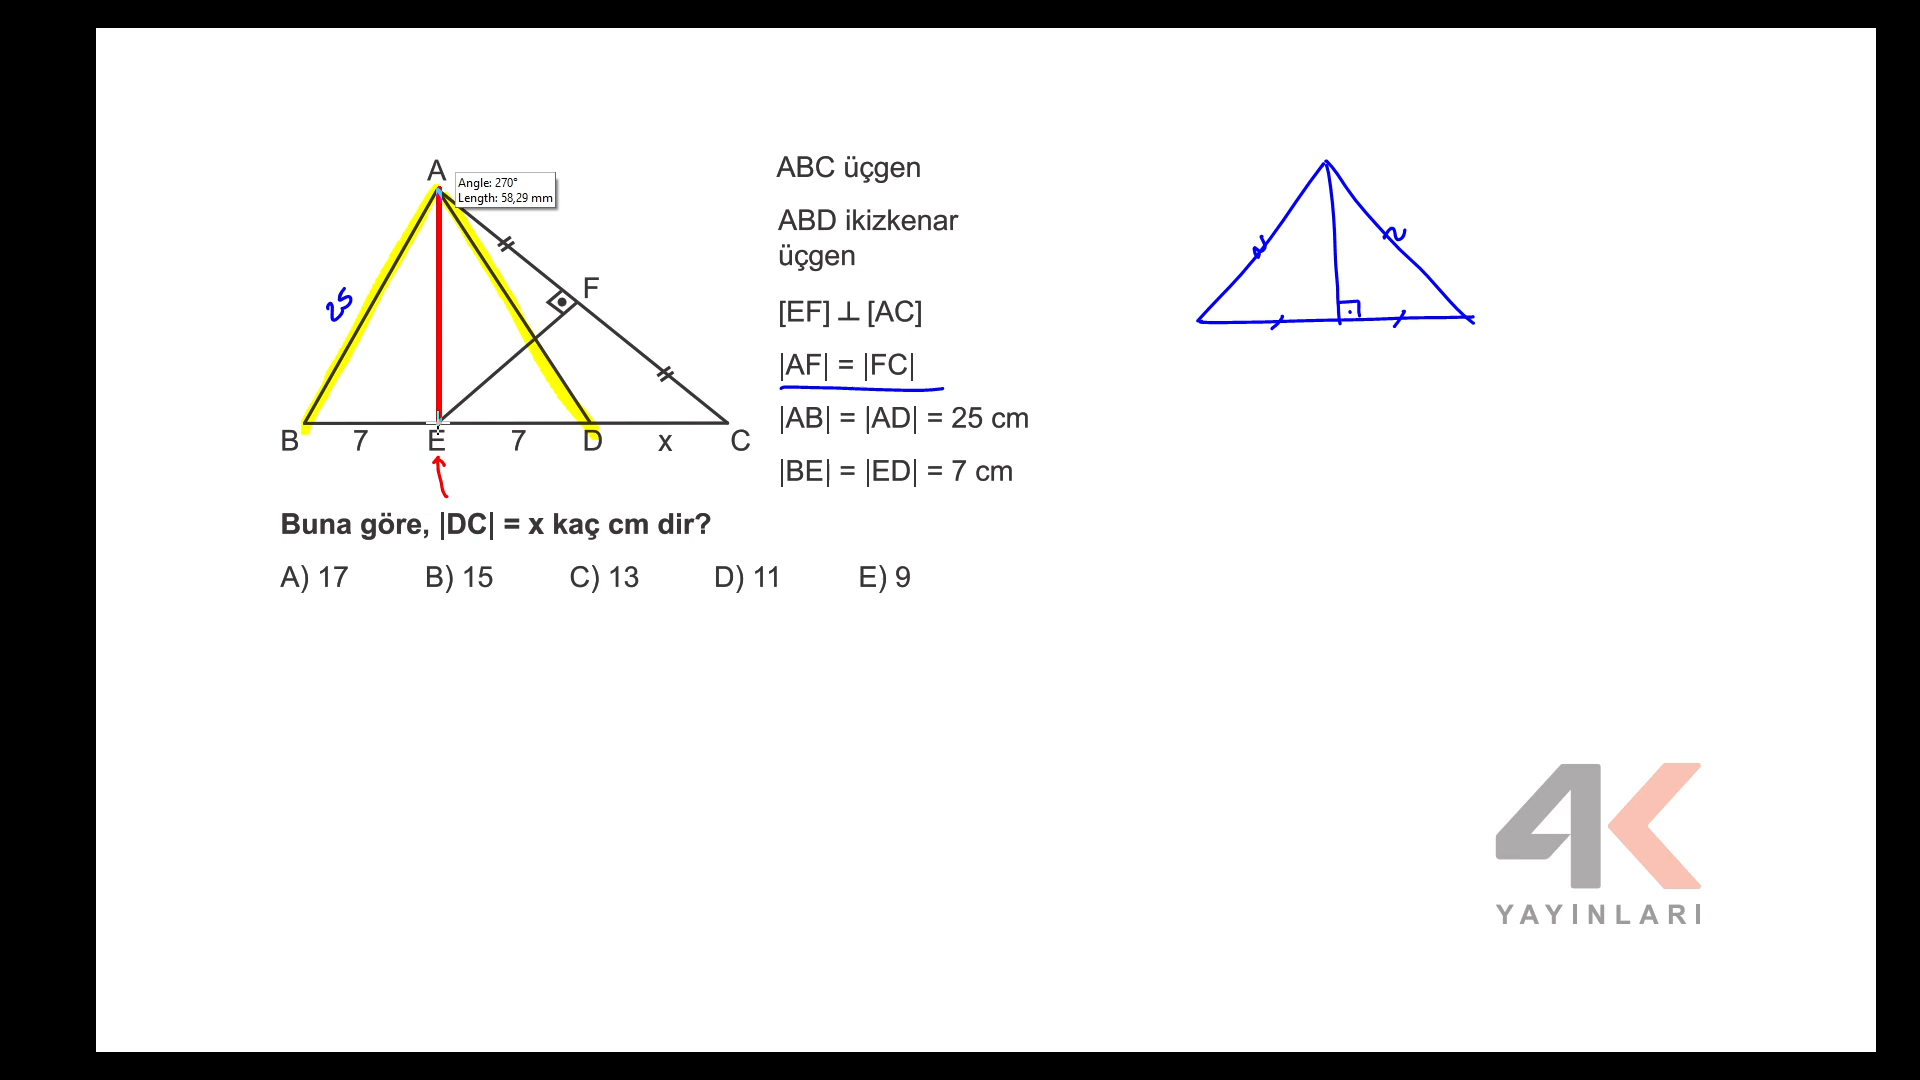 A
Angle: 270°
Length: 58,29 mm
F
25
B 7 E 7 D x C
ABC üçgen
ABD ikizkenar
üçgen
[EF] ⊥ [AC]
|AF| = |FC|
|AB| = |AD| = 25 cm
|BE| = |ED| = 7 cm
Buna göre, |DC| = x kaç cm dir?
A) 17 B) 15 C) 13 D) 11 E) 9
4K
YAYINLARI